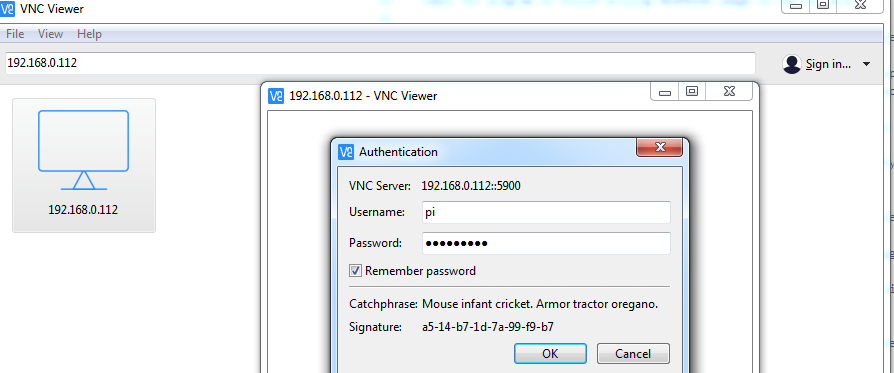 VNC Viewer
File View Help
192.168.0.112
Sign in...
192.168.0.112 - VNC Viewer
192.168.0.112
Authentication
VNC Server: 192.168.0.112::5900
Username: pi
Password: ●●●●●●●●●
Remember password
Catchphrase: Mouse infant cricket. Armor tractor oregano.
Signature: a5-14-b7-1d-7a-99-f9-b7
OK Cancel